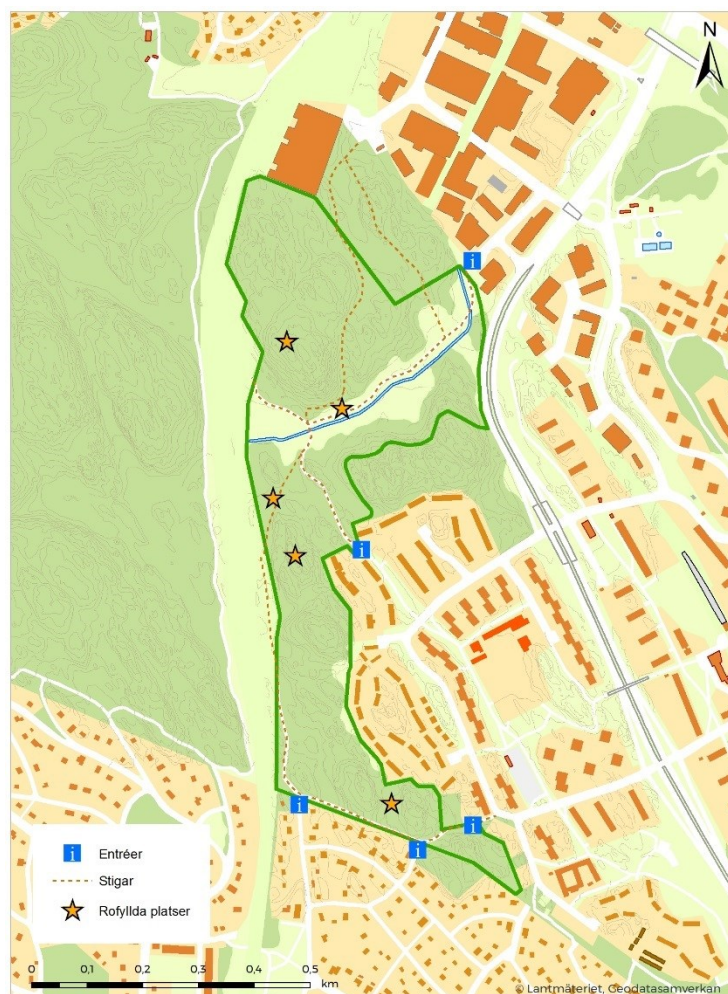 N
i
i
i
i
i
i Entréer
Stigar
Rofyllda platser
0 0,1 0,2 0,3 0,4 0,5
km
© Lantmäteriet, Geodatasamverkan